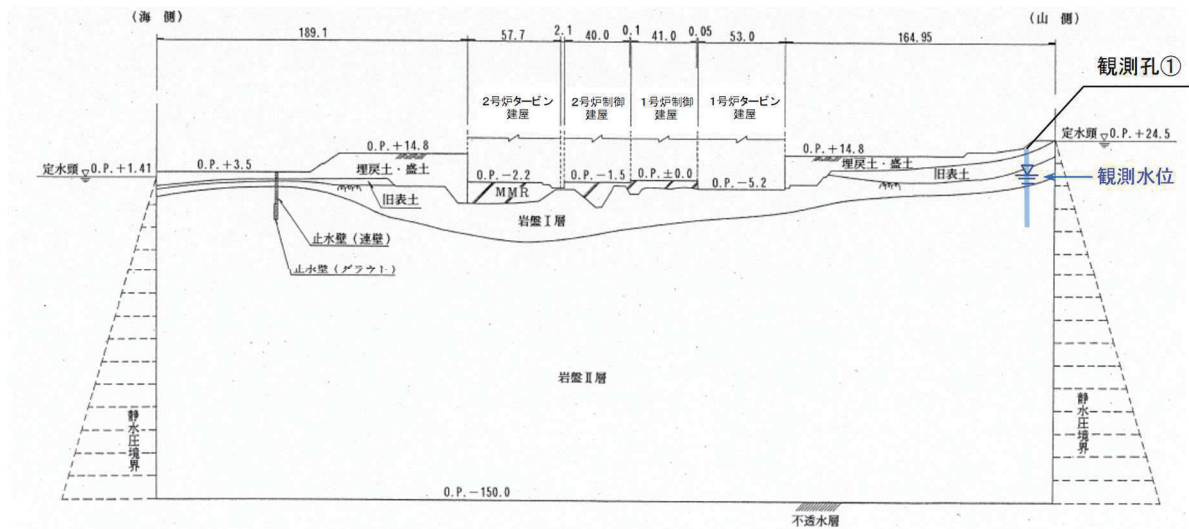 (海 側)
(山 側)
189.1
57.7
2.1
40.0
0.1
41.0
0.05
53.0
164.95
観測孔①
2号炉タービン
建屋
2号炉制御
建屋
1号炉制御
建屋
1号炉タービン
建屋
定水頭 O.P.+1.41
O.P.+3.5
O.P.+14.8
埋戻土・盛土
O.P.-2.2
MMR
O.P.-1.5
O.P.±0.0
O.P.-5.2
O.P.+14.8
埋戻土・盛土
旧表土
定水頭 O.P.+24.5
観測水位
旧表土
岩盤Ⅰ層
止水壁(連壁)
止水壁(グラウト)
岩盤Ⅱ層
静水圧境界
静水圧境界
O.P.-150.0
不透水層